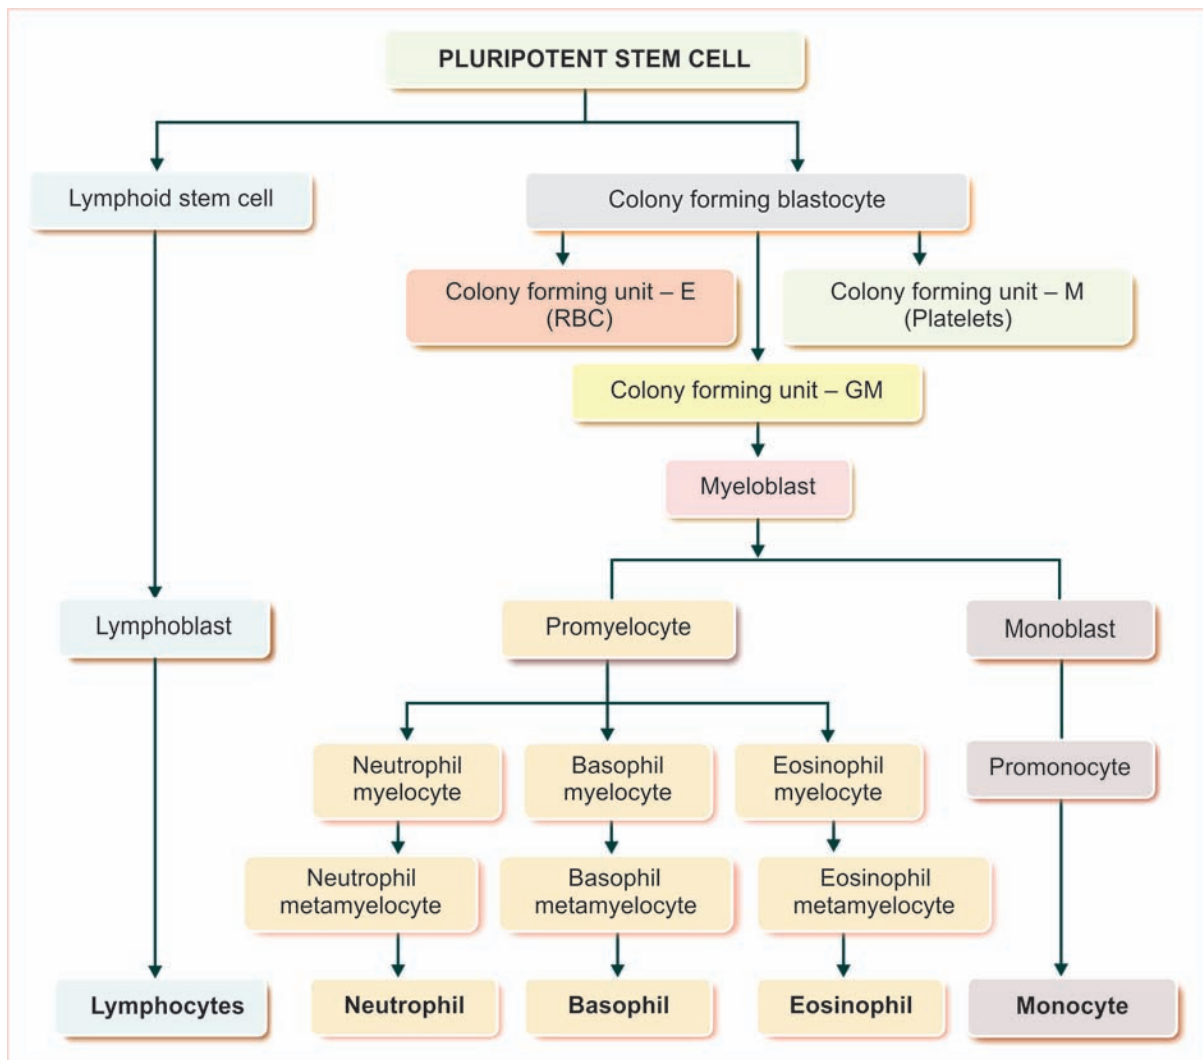 PLURIPOTENT STEM CELL
Lymphoid stem cell
Colony forming blastocyte
Colony forming unit – E
(RBC)
Colony forming unit – M
(Platelets)
Colony forming unit – GM
Myeloblast
Lymphoblast
Promyelocyte
Monoblast
Neutrophil
myelocyte
Basophil
myelocyte
Eosinophil
myelocyte
Promonocyte
Neutrophil
metamyelocyte
Basophil
metamyelocyte
Eosinophil
metamyelocyte
Lymphocytes
Neutrophil
Basophil
Eosinophil
Monocyte